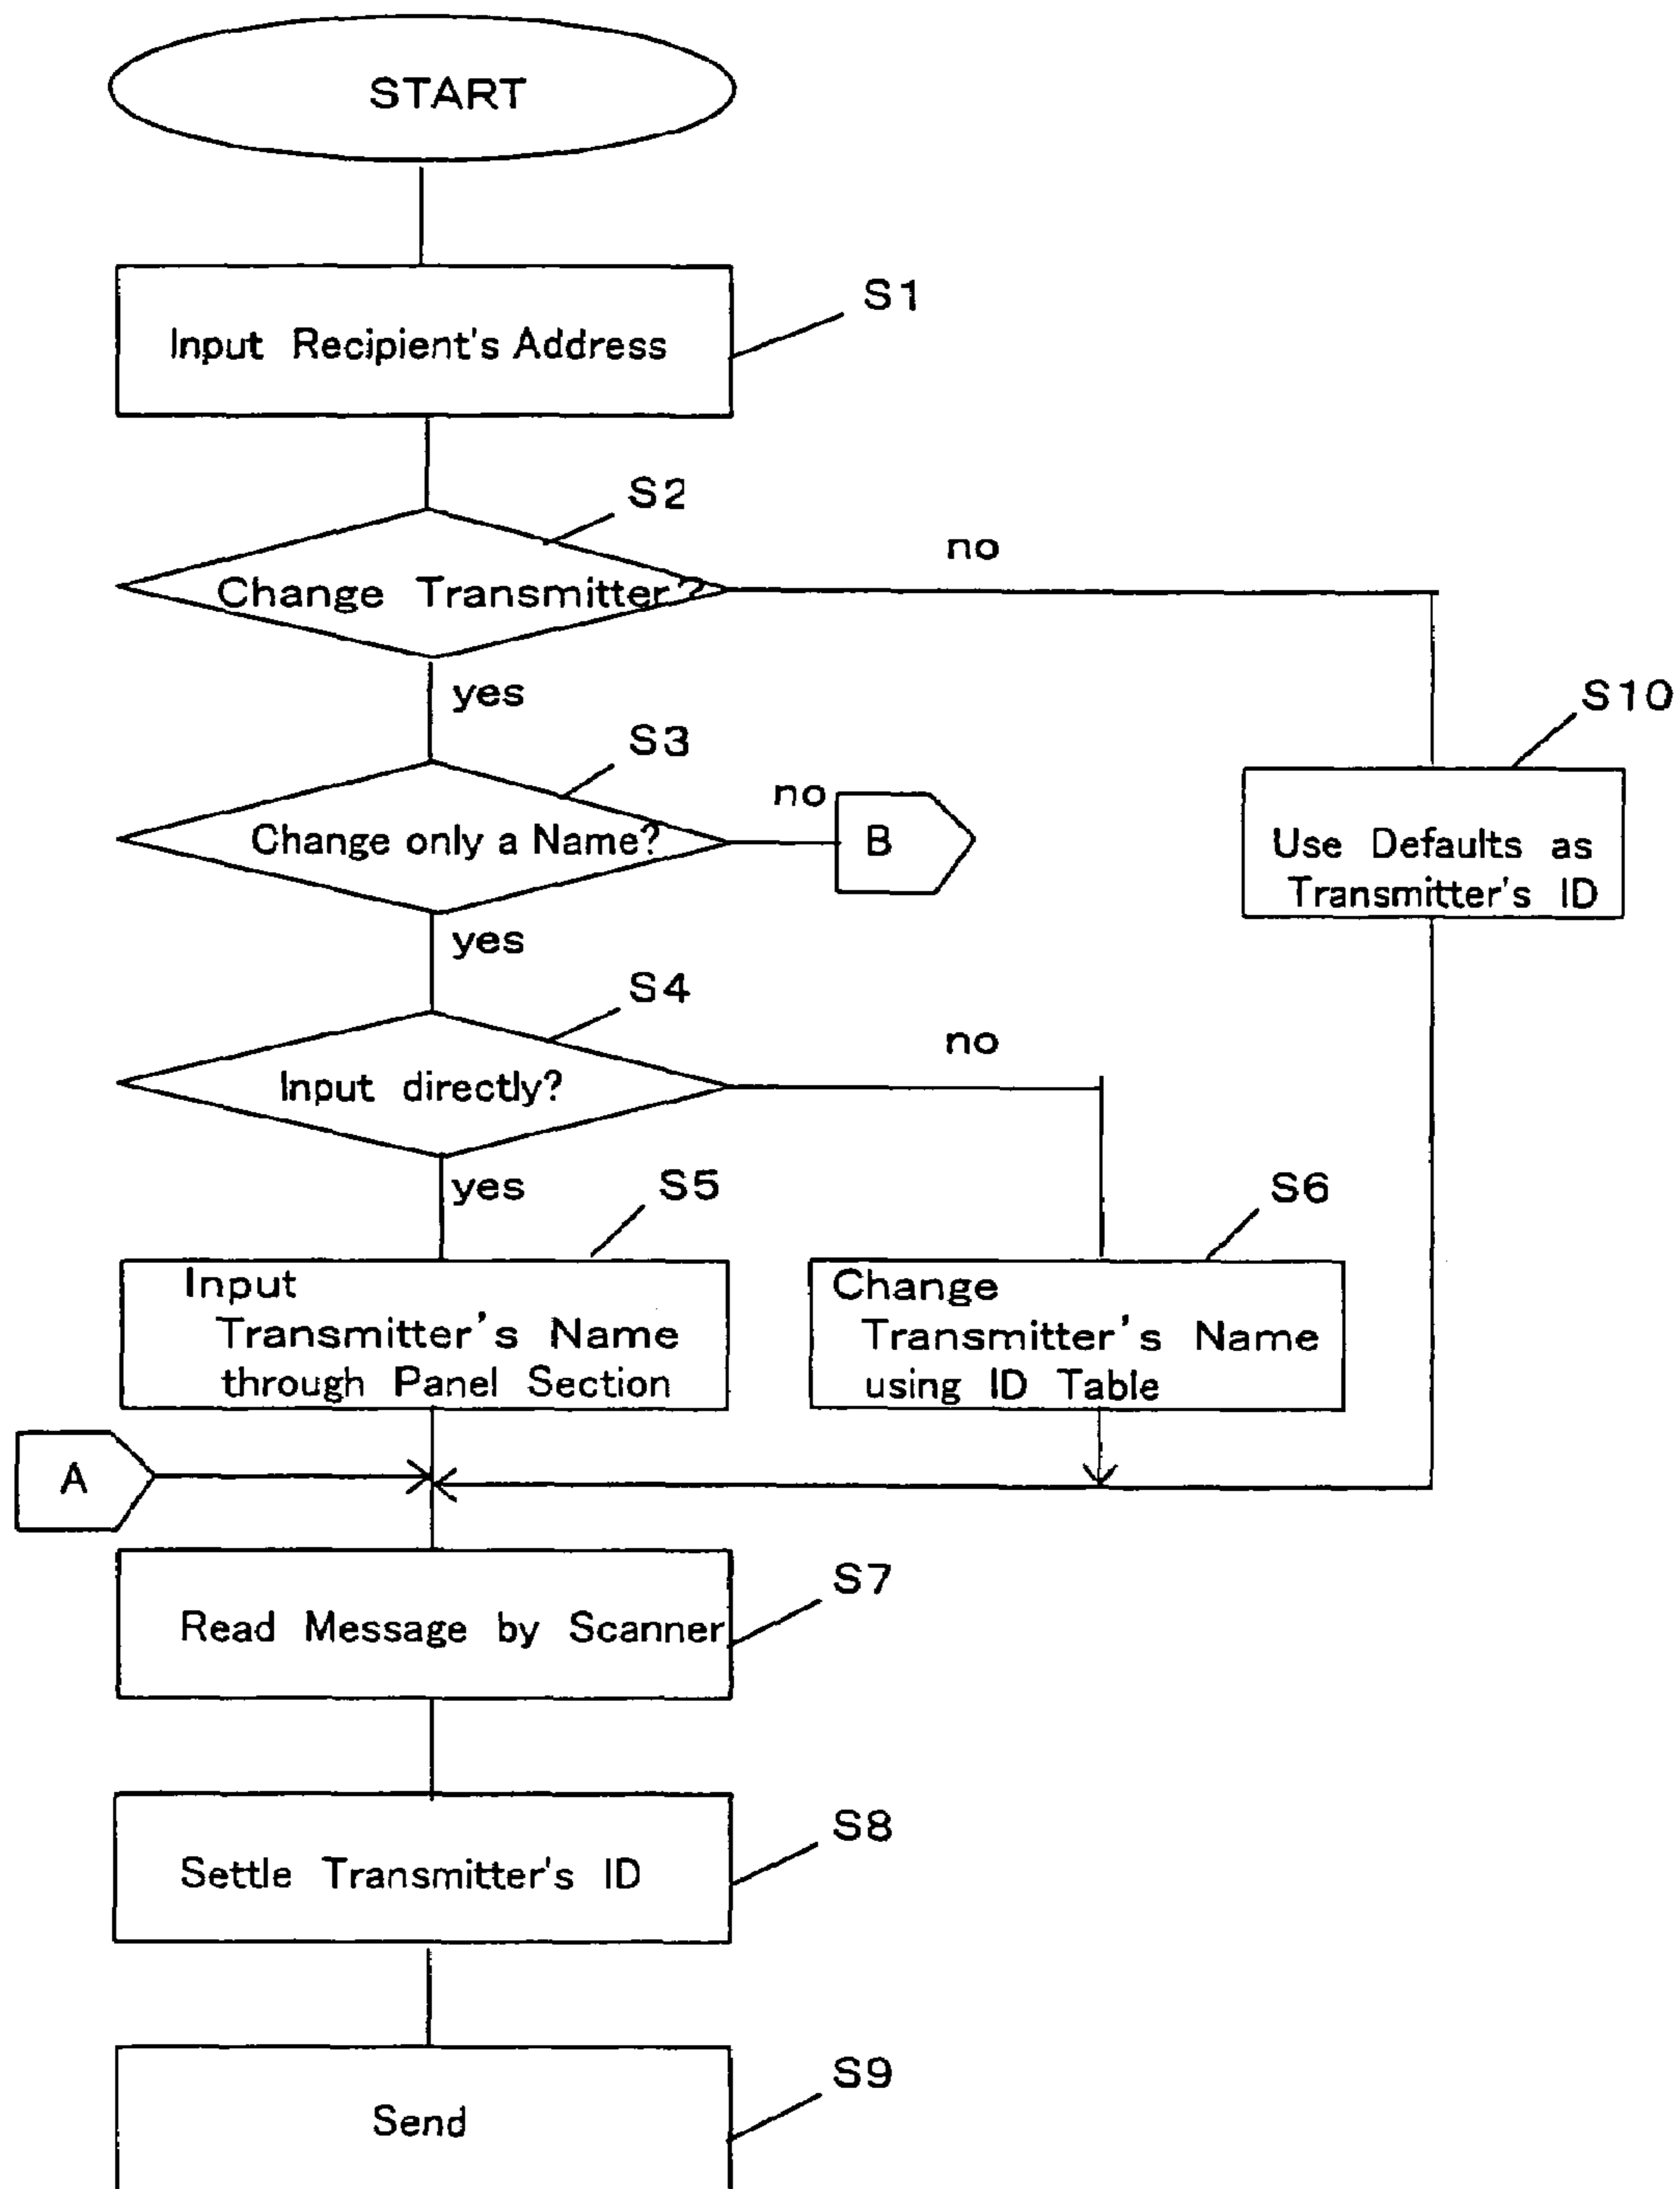 START
Input Recipient's Address
S1
S2
Change Transmitter?
no
yes
S10
Use Defaults as
Transmitter's ID
S3
Change only a Name?
no
B
yes
S4
Input directly?
no
yes
S5
Input
Transmitter's Name
through Panel Section
S6
Change
Transmitter's Name
using ID Table
A
S7
Read Message by Scanner
S8
Settle Transmitter's ID
S9
Send